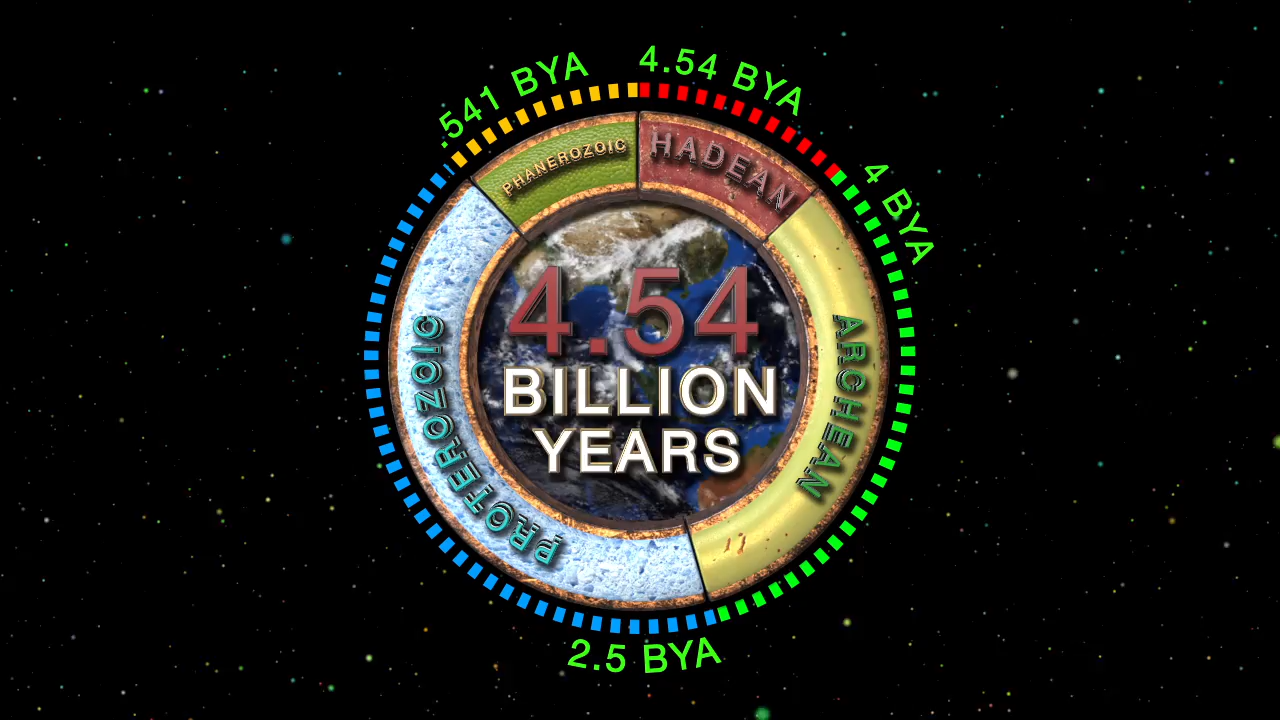 .541 BYA
4.54 BYA
4 BYA
2.5 BYA
PHANEROZOIC
HADEAN
ARCHEAN
PROTEROZOIC
4.54
BILLION
YEARS